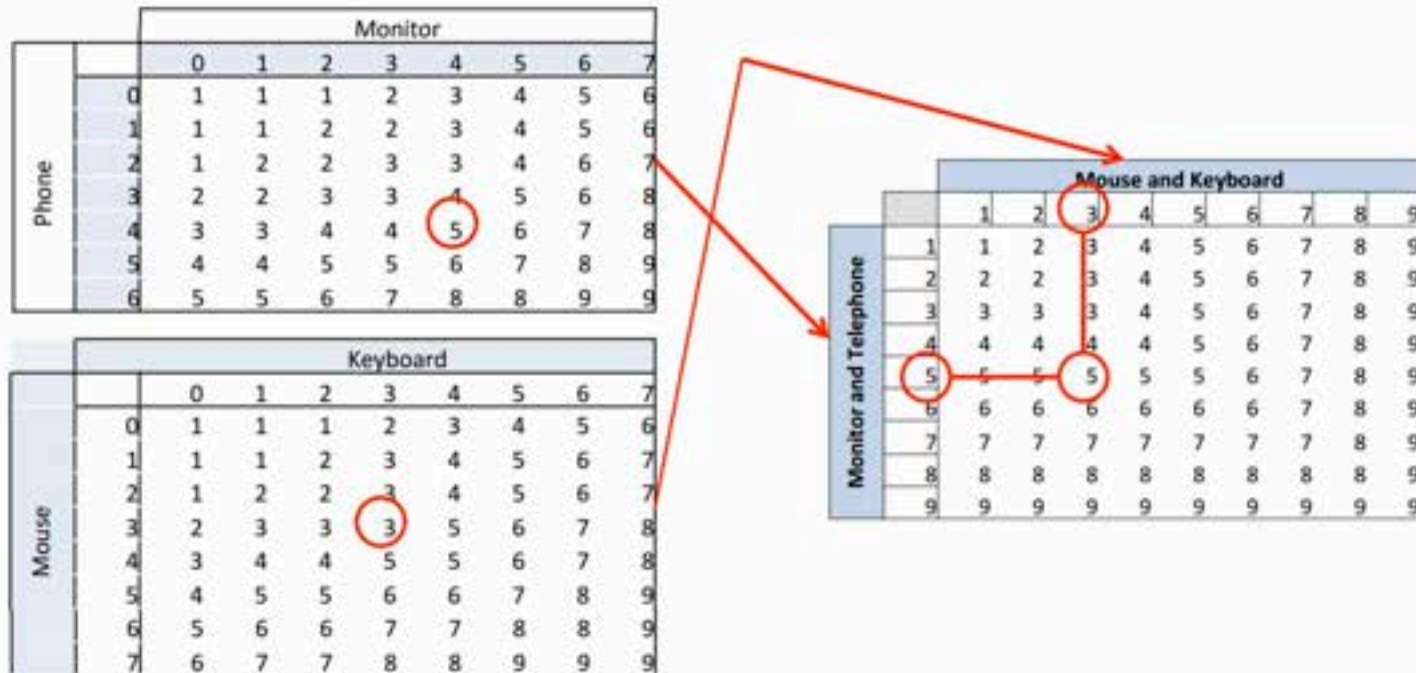 Monitor
0 1 2 3 4 5 6 7
Phone
0 1 1 1 2 3 4 5 6
1 1 1 2 2 3 4 5 6
2 1 2 2 3 3 4 6 7
3 2 2 3 3 4 5 6 8
4 3 3 4 4 5 6 7 8
5 4 4 5 5 6 7 8 9
6 5 5 6 7 8 8 9 9
Keyboard
0 1 2 3 4 5 6 7
Mouse
0 1 1 1 2 3 4 5 6
1 1 1 2 3 4 5 6 7
2 1 2 2 3 4 5 6 7
3 2 3 3 3 5 6 7 8
4 3 4 4 5 5 6 7 8
5 4 5 5 6 6 7 8 9
6 5 6 6 7 7 8 8 9
7 6 7 7 8 8 9 9 9
Mouse and Keyboard
1 2 3 4 5 6 7 8 9
Monitor and Telephone
1 1 2 3 4 5 6 7 8 9
2 2 2 3 4 5 6 7 8 9
3 3 3 3 4 5 6 7 8 9
4 4 4 4 4 5 6 7 8 9
5 5 5 5 5 5 6 7 8 9
6 6 6 6 6 6 6 7 8 9
7 7 7 7 7 7 7 7 8 9
8 8 8 8 8 8 8 8 8 9
9 9 9 9 9 9 9 9 9 9